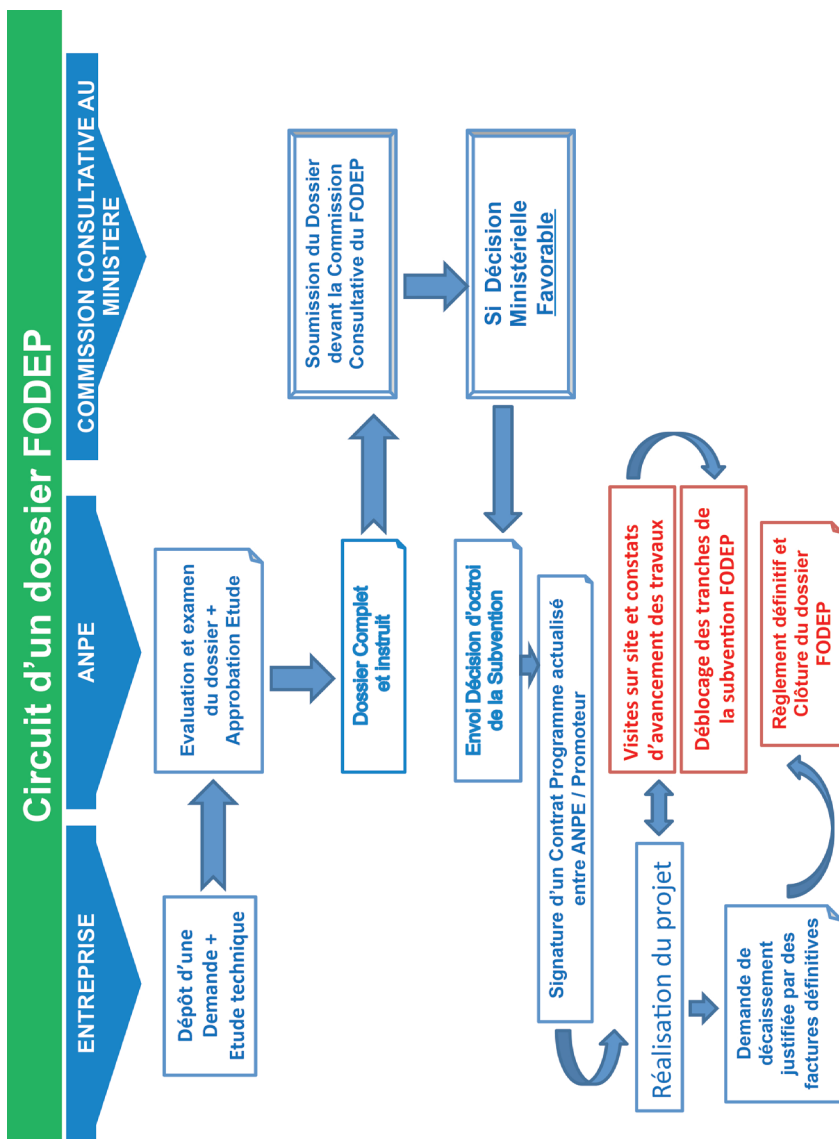 Circuit d’un dossier FODEP
ENTREPRISE
ANPE
COMMISSION CONSULTATIVE AU
MINISTERE
Dépôt d’une
Demande +
Etude technique
Evaluation et examen
du dossier +
Approbation Etude
Dossier Complet
et instruit
Soumission du Dossier
devant la Commission
Consultative du FODEP
Si Décision
Ministérielle
Favorable
Envoi Décision d’octroi
de la Subvention
Signature d’un Contrat Programme actualisé
entre ANPE / Promoteur
Réalisation du projet
Visites sur site et constats
d’avancement des travaux
Déblocage des tranches de
la subvention FODEP
Demande de
décaissement
justifiée par des
factures définitives
Règlement définitif et
Clôture du dossier
FODEP